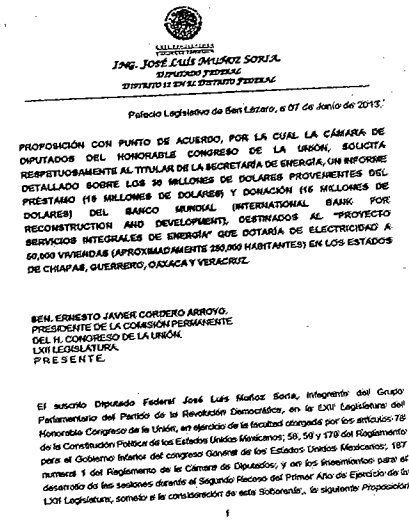 ING. JOSÉ LUIS MUÑOZ SORIA
DIPUTADO FEDERAL
DISTRITO 12 EN EL DISTRITO FEDERAL
Palacio Legislativo de San Lázaro, a 07 de Junio de 2013.
PROPOSICIÓN CON PUNTO DE ACUERDO, POR LA CUAL LA CÁMARA DE
DIPUTADOS DEL HONORABLE CONGRESO DE LA UNIÓN, SOLICITA
RESPETUOSAMENTE AL TITULAR DE LA SECRETARÍA DE ENERGÍA, UN INFORME
DETALLADO SOBRE LOS 30 MILLONES DE DOLARES PROVENIENTES DEL
PRÉSTAMO (15 MILLONES DE DOLARES) Y DONACIÓN (15 MILLONES DE
DOLARES) DEL BANCO MUNDIAL (INTERNATIONAL BANK FOR
RECONSTRUCTION AND DEVELOPMENT), DESTINADOS AL "PROYECTO
SERVICIOS INTEGRALES DE ENERGÍA" QUE DOTARÍA DE ELECTRICIDAD A
50,000 VIVIENDAS (APROXIMADAMENTE 250,000 HABITANTES) EN LOS ESTADOS
DE CHIAPAS, GUERRERO, OAXACA Y VERACRUZ.
SEN. ERNESTO JAVIER CORDERO ARROYO,
PRESIDENTE DE LA COMISIÓN PERMANENTE
DEL H. CONGRESO DE LA UNIÓN.
LXII LEGISLATURA.
P R E S E N T E.
El suscrito Diputado Federal José Luis Muñoz Soria, integrante del Grupo
Parlamentario del Partido de la Revolución Democrática, en la LXII Legislatura del
Honorable Congreso de la Unión, en ejercicio de la facultad otorgada por los artículos 78
de la Constitución Política de los Estados Unidos Mexicanos; 58, 59 y 179 del Reglamento
para el Gobierno Interior del congreso General de los Estados Unidos Mexicanos, 187
numeral 1 del Reglamento de la Cámara de Diputados; y en los lineamientos para el
desarrollo de las sesiones durante el Segundo Receso del Primer Año de Ejercicio de la
LXII Legislatura, someto a la consideración de esta Soberanía, la siguiente Proposición
1